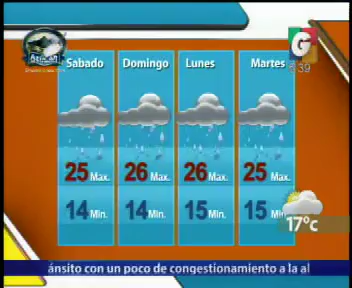 Sabado Domingo Lunes Martes
G
:39
25 Max. 26 Max. 26 Max. 25 Max.
14 Min. 14 Min. 15 Min. 15 Min.
17°c
ánsito con un poco de congestionamiento a la al